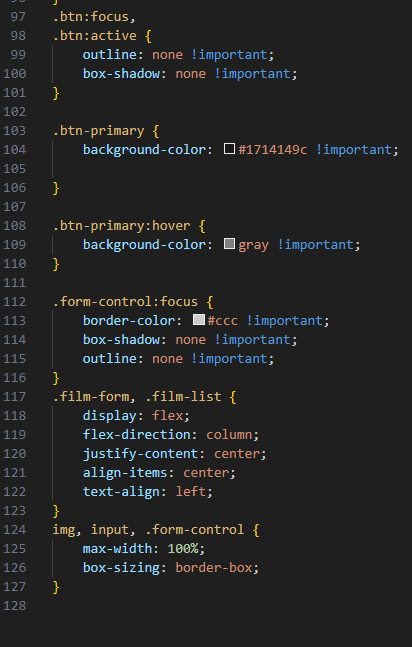 96 }
97 .btn:focus,
98 .btn:active {
99     outline: none !important;
100     box-shadow: none !important;
101 }
102
103 .btn-primary {
104     background-color: #1714149c !important;
105
106 }
107
108 .btn-primary:hover {
109     background-color: gray !important;
110 }
111
112 .form-control:focus {
113     border-color: #ccc !important;
114     box-shadow: none !important;
115     outline: none !important;
116 }
117 .film-form, .film-list {
118     display: flex;
119     flex-direction: column;
120     justify-content: center;
121     align-items: center;
122     text-align: left;
123 }
124 img, input, .form-control {
125     max-width: 100%;
126     box-sizing: border-box;
127 }
128